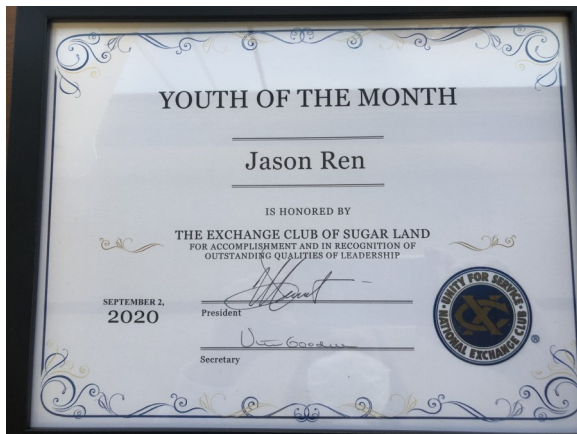 YOUTH OF THE MONTH
Jason Ren
IS HONORED BY
THE EXCHANGE CLUB OF SUGAR LAND
FOR ACCOMPLISHMENT AND IN RECOGNITION OF
OUTSTANDING QUALITIES OF LEADERSHIP
SEPTEMBER 2,
2020
President
Secretary
UNITY FOR SERVICE
NATIONAL EXCHANGE CLUB
®